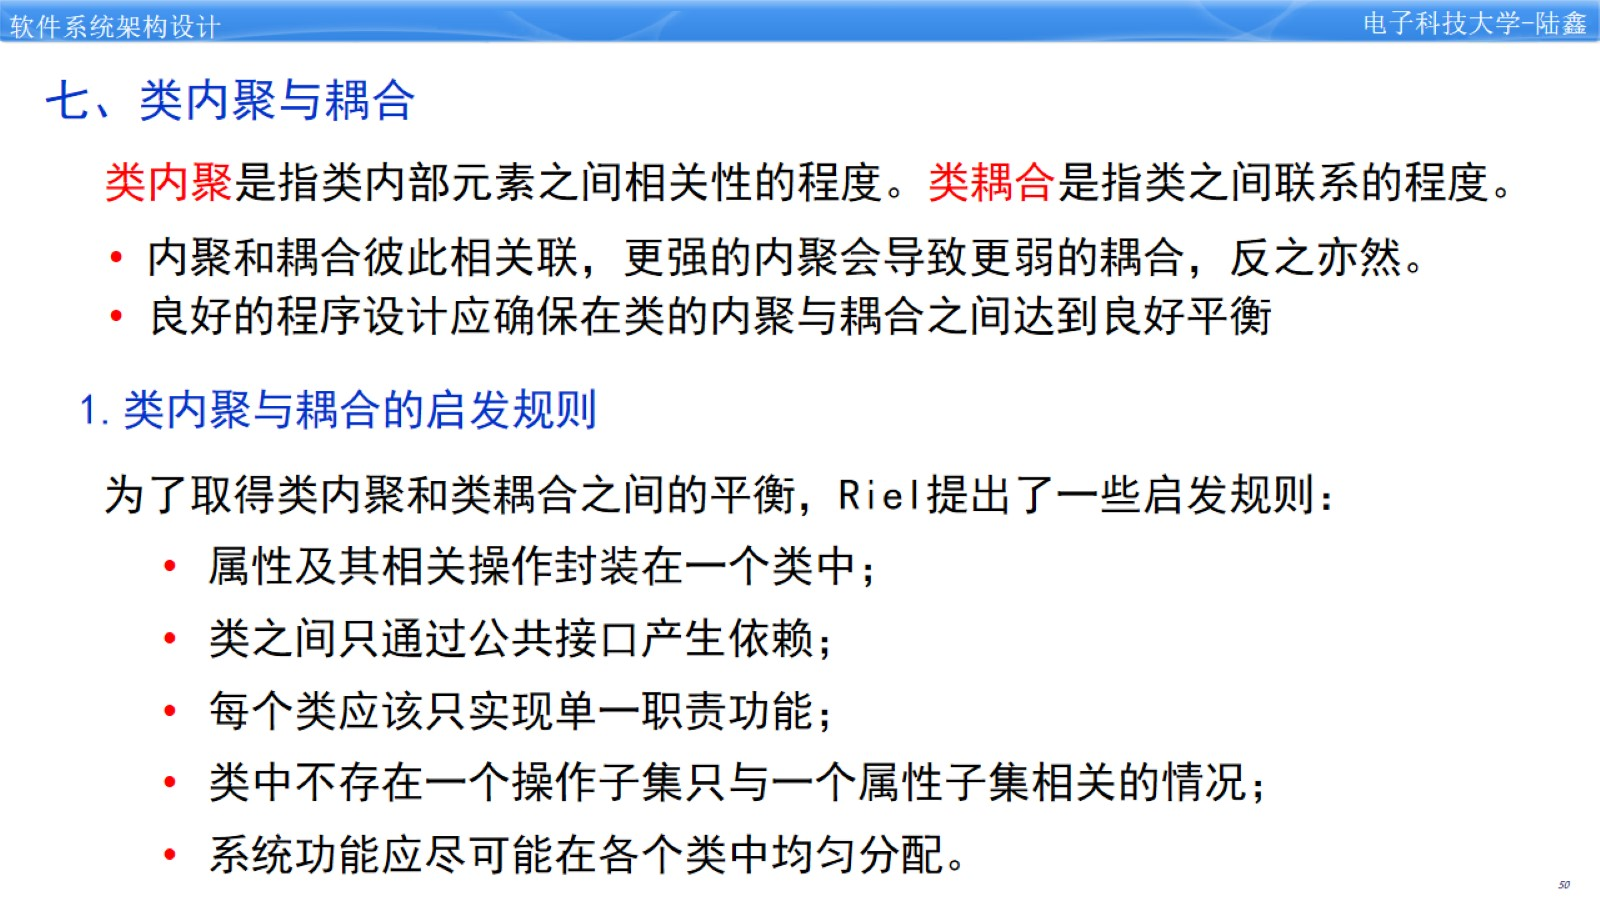 软件系统架构设计
电子科技大学-陆鑫
七、类内聚与耦合
类内聚是指类内部元素之间相关性的程度。类耦合是指类之间联系的程度。
• 内聚和耦合彼此相关联，更强的内聚会导致更弱的耦合，反之亦然。
• 良好的程序设计应确保在类的内聚与耦合之间达到良好平衡
1.类内聚与耦合的启发规则
为了取得类内聚和类耦合之间的平衡，Riel提出了一些启发规则：
• 属性及其相关操作封装在一个类中；
• 类之间只通过公共接口产生依赖；
• 每个类应该只实现单一职责功能；
• 类中不存在一个操作子集只与一个属性子集相关的情况；
• 系统功能应尽可能在各个类中均匀分配。
50